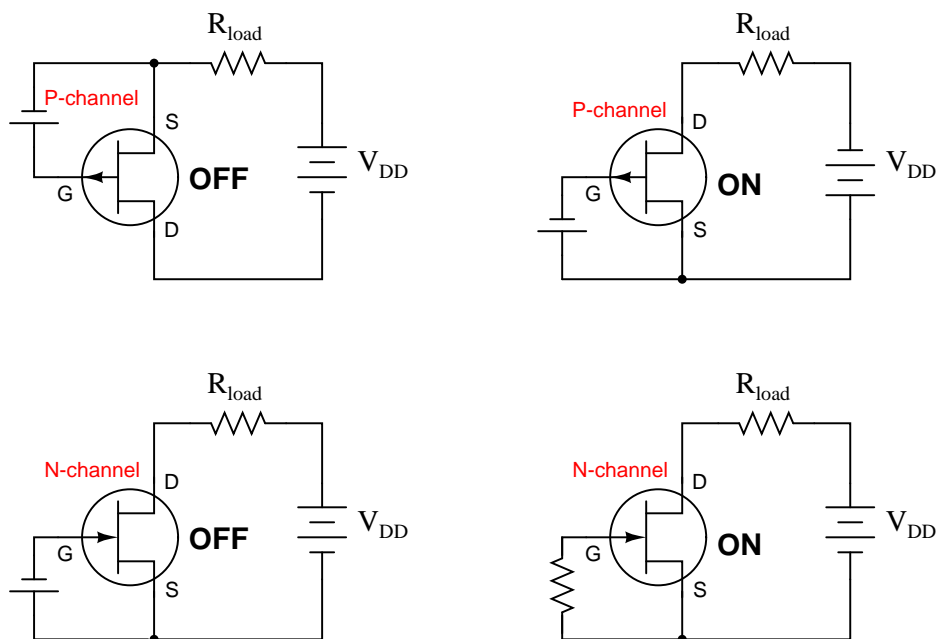 R_load
P-channel
S
G
OFF
V_DD
D
R_load
P-channel
D
G
ON
V_DD
S
R_load
N-channel
D
G
OFF
V_DD
S
R_load
N-channel
D
G
ON
V_DD
S